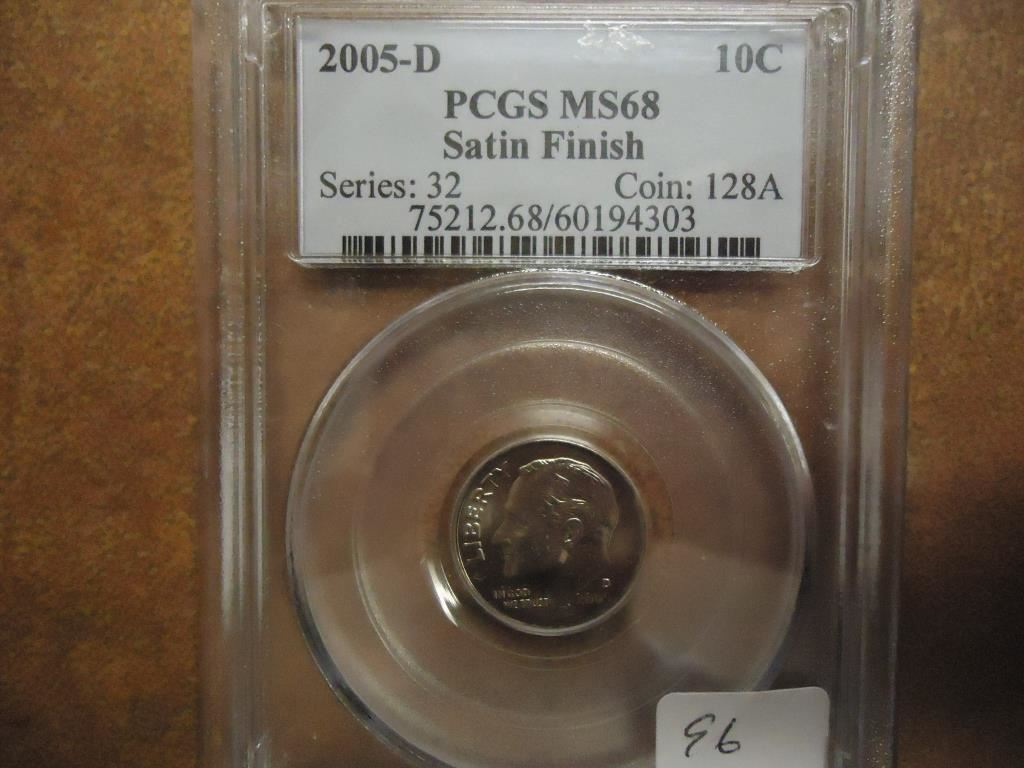 2005-D 10C
PCGS MS68
Satin Finish
Series: 32 Coin: 128A
75212.68/60194303
LIBERTY
IN GOD
WE TRUST
D
96